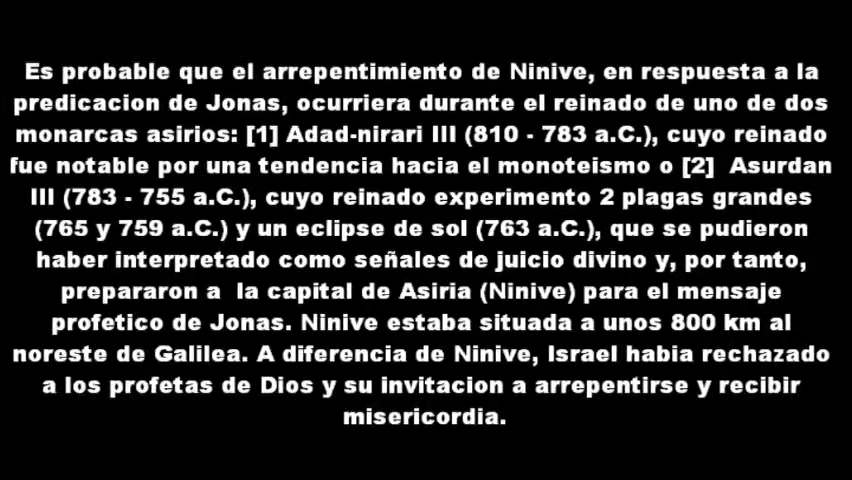 Es probable que el arrepentimiento de Ninive, en respuesta a la
predicacion de Jonas, ocurriera durante el reinado de uno de dos
monarcas asirios: [1] Adad-nirari III (810 - 783 a.C.), cuyo reinado
fue notable por una tendencia hacia el monoteismo o [2]  Asurdan
III (783 - 755 a.C.), cuyo reinado experimento 2 plagas grandes
(765 y 759 a.C.) y un eclipse de sol (763 a.C.), que se pudieron
haber interpretado como señales de juicio divino y, por tanto,
prepararon a  la capital de Asiria (Ninive) para el mensaje
profetico de Jonas. Ninive estaba situada a unos 800 km al
noreste de Galilea. A diferencia de Ninive, Israel habia rechazado
a los profetas de Dios y su invitacion a arrepentirse y recibir
misericordia.